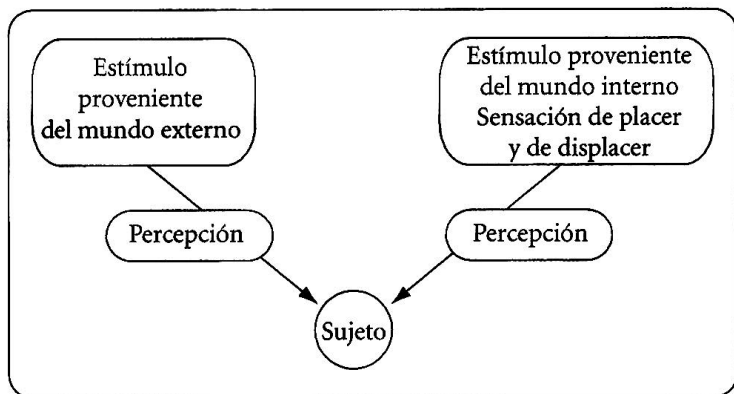 Estímulo
proveniente
del mundo externo
Estímulo proveniente
del mundo interno
Sensación de placer
y de displacer
Percepción
Percepción
Sujeto